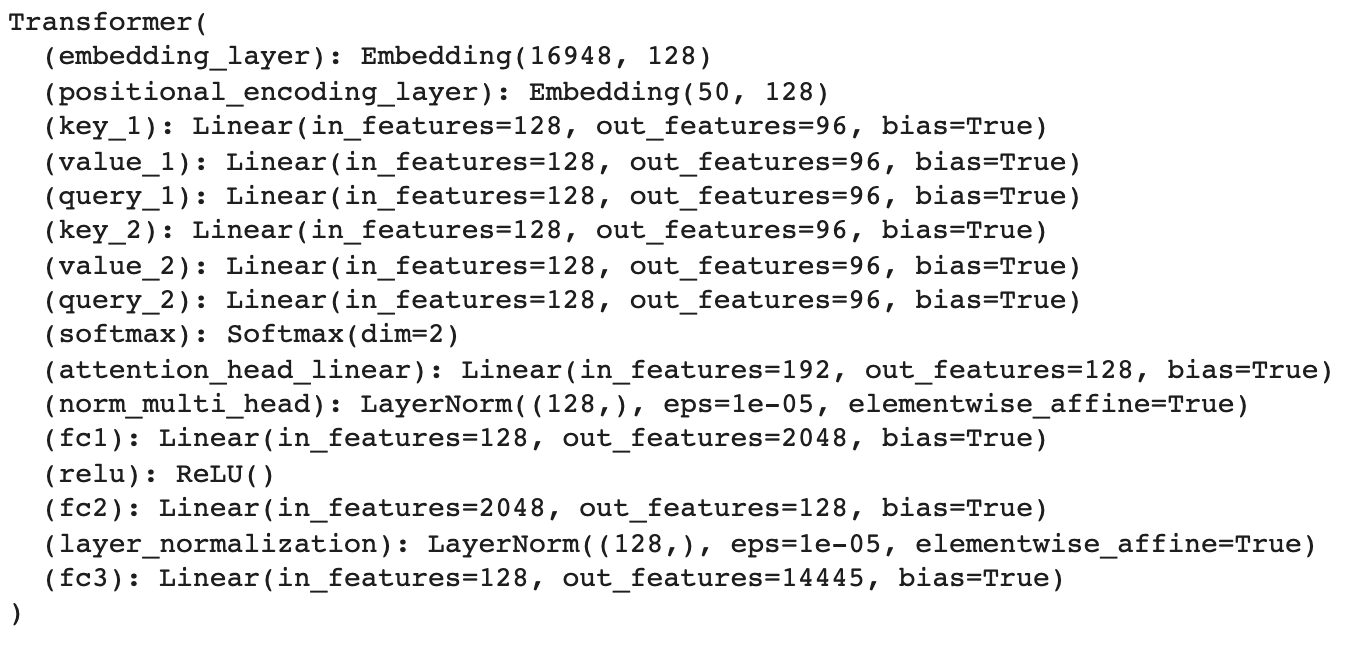 Transformer(
  (embedding_layer): Embedding(16948, 128)
  (positional_encoding_layer): Embedding(50, 128)
  (key_1): Linear(in_features=128, out_features=96, bias=True)
  (value_1): Linear(in_features=128, out_features=96, bias=True)
  (query_1): Linear(in_features=128, out_features=96, bias=True)
  (key_2): Linear(in_features=128, out_features=96, bias=True)
  (value_2): Linear(in_features=128, out_features=96, bias=True)
  (query_2): Linear(in_features=128, out_features=96, bias=True)
  (softmax): Softmax(dim=2)
  (attention_head_linear): Linear(in_features=192, out_features=128, bias=True)
  (norm_multi_head): LayerNorm((128,), eps=1e-05, elementwise_affine=True)
  (fc1): Linear(in_features=128, out_features=2048, bias=True)
  (relu): ReLU()
  (fc2): Linear(in_features=2048, out_features=128, bias=True)
  (layer_normalization): LayerNorm((128,), eps=1e-05, elementwise_affine=True)
  (fc3): Linear(in_features=128, out_features=14445, bias=True)
)